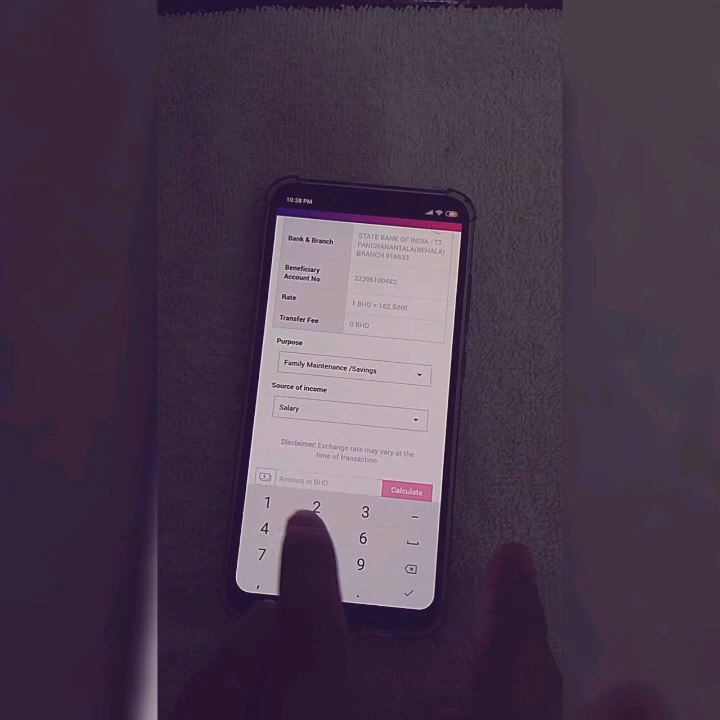 10:38 PM
Bank & Branch
STATE BANK OF INDIA - TT
PANCHANANTALA(BEHALA)
BRANCH 016633
Beneficiary
Account No
32206100482
Rate
1 BHD = 182.5INR
Transfer Fee
0 BHD
Purpose
Family Maintenance /Savings
Source of income
Salary
Disclaimer: Exchange rate may vary at the
time of transaction
Amount in BHD
Calculate
1 2 3 -
4 6
7 9
, .